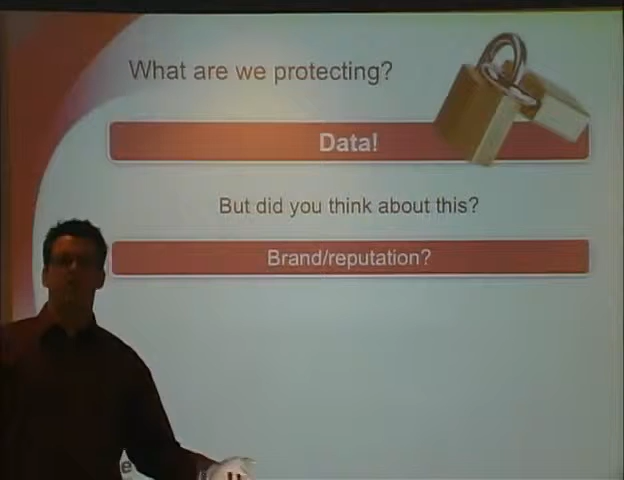 What are we protecting?
Data!
But did you think about this?
Brand/reputation?
e